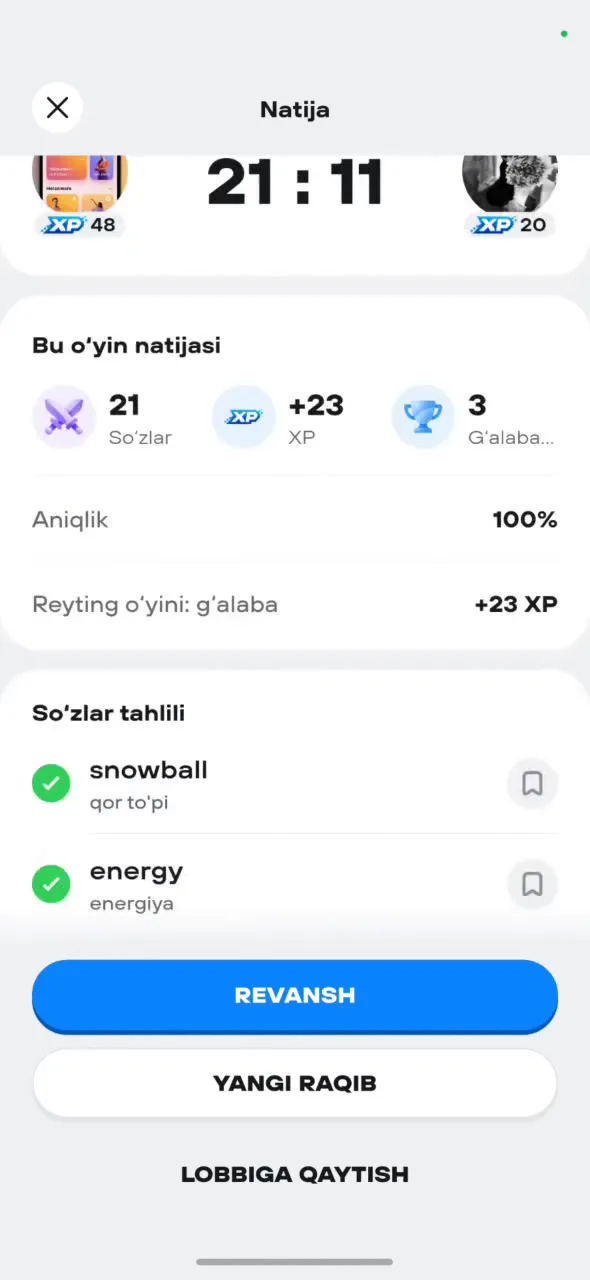 Natija
21 : 11
XP 48
XP 20
Bu o‘yin natijasi
21
So‘zlar
XP
+23
XP
3
G‘alaba...
Aniqlik
100%
Reyting o‘yini: g‘alaba
+23 XP
So‘zlar tahlili
snowball
qor to'pi
energy
energiya
REVANSH
YANGI RAQIB
LOBBIGA QAYTISH